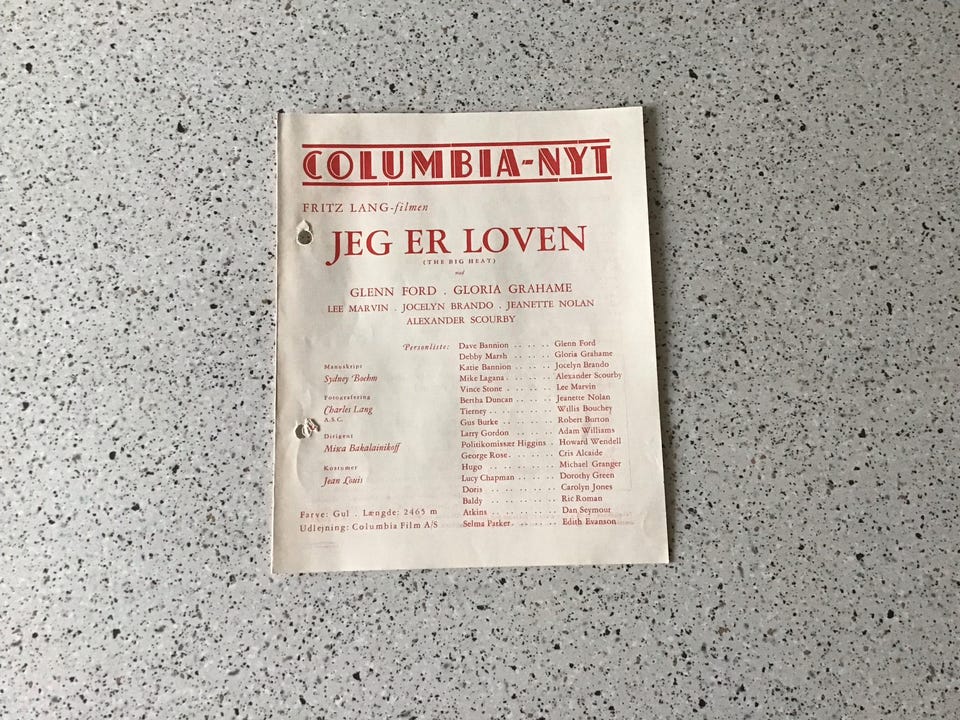 COLUMBIA-NYT
FRITZ LANG-filmen
JEG ER LOVEN
(THE BIG HEAT)
med
GLENN FORD . GLORIA GRAHAME
LEE MARVIN . JOCELYN BRANDO . JEANETTE NOLAN
ALEXANDER SCOURBY
Personliste:
Dave Bannion . . . . . . Glenn Ford
Debby Marsh . . . . . . Gloria Grahame
Katie Bannion . . . . . . Jocelyn Brando
Mike Lagana . . . . . . . Alexander Scourby
Vince Stone . . . . . . . Lee Marvin
Bertha Duncan . . . . . . Jeanette Nolan
Tierney . . . . . . . . . . Willis Bouchey
Gus Burke . . . . . . . . Robert Burton
Larry Gordon . . . . . . Adam Williams
Politikomissær Higgins . Howard Wendell
George Rose . . . . . . . Cris Alcaide
Hugo . . . . . . . . . . Michael Granger
Lucy Chapman . . . . . Dorothy Green
Doris . . . . . . . . . . Carolyn Jones
Baldy . . . . . . . . . . Ric Roman
Atkins . . . . . . . . . . Dan Seymour
Selma Parker . . . . . . . Edith Evanson
Manuskript
Sydney Boehm
Fotografering
Charles Lang
A.S.C.
Dirigent
Mixa Bakalainikoff
Kostumer
Jean Louis
Farve: Gul . Længde: 2465 m
Udlejning: Columbia Film A/S